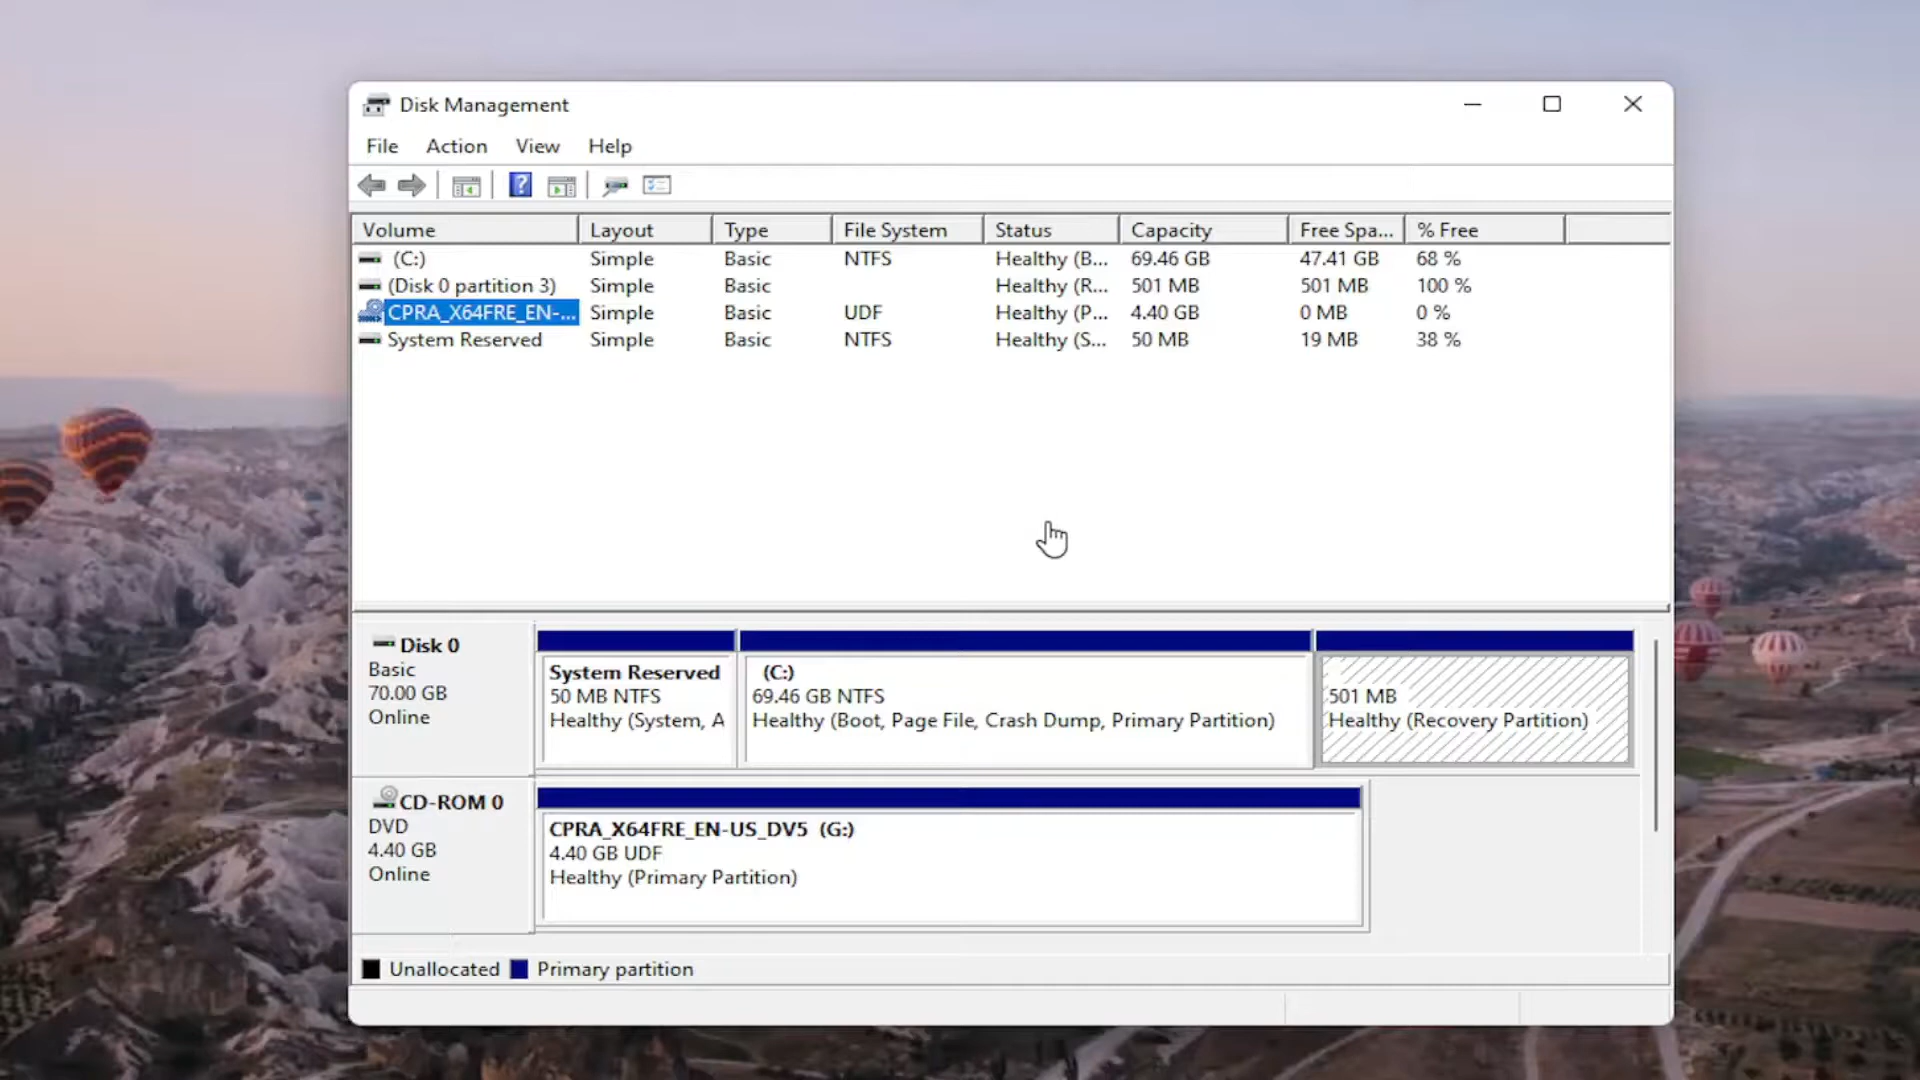 Disk Management
File Action View Help
Volume Layout Type File System Status Capacity Free Spa... % Free
(C:) Simple Basic NTFS Healthy (B... 69.46 GB 47.41 GB 68 %
(Disk 0 partition 3) Simple Basic Healthy (R... 501 MB 501 MB 100 %
CPRA_X64FRE_EN-... Simple Basic UDF Healthy (P... 4.40 GB 0 MB 0 %
System Reserved Simple Basic NTFS Healthy (S... 50 MB 19 MB 38 %
Disk 0
Basic
70.00 GB
Online
System Reserved
50 MB NTFS
Healthy (System, A
(C:)
69.46 GB NTFS
Healthy (Boot, Page File, Crash Dump, Primary Partition)
501 MB
Healthy (Recovery Partition)
CD-ROM 0
DVD
4.40 GB
Online
CPRA_X64FRE_EN-US_DV5 (G:)
4.40 GB UDF
Healthy (Primary Partition)
Unallocated Primary partition